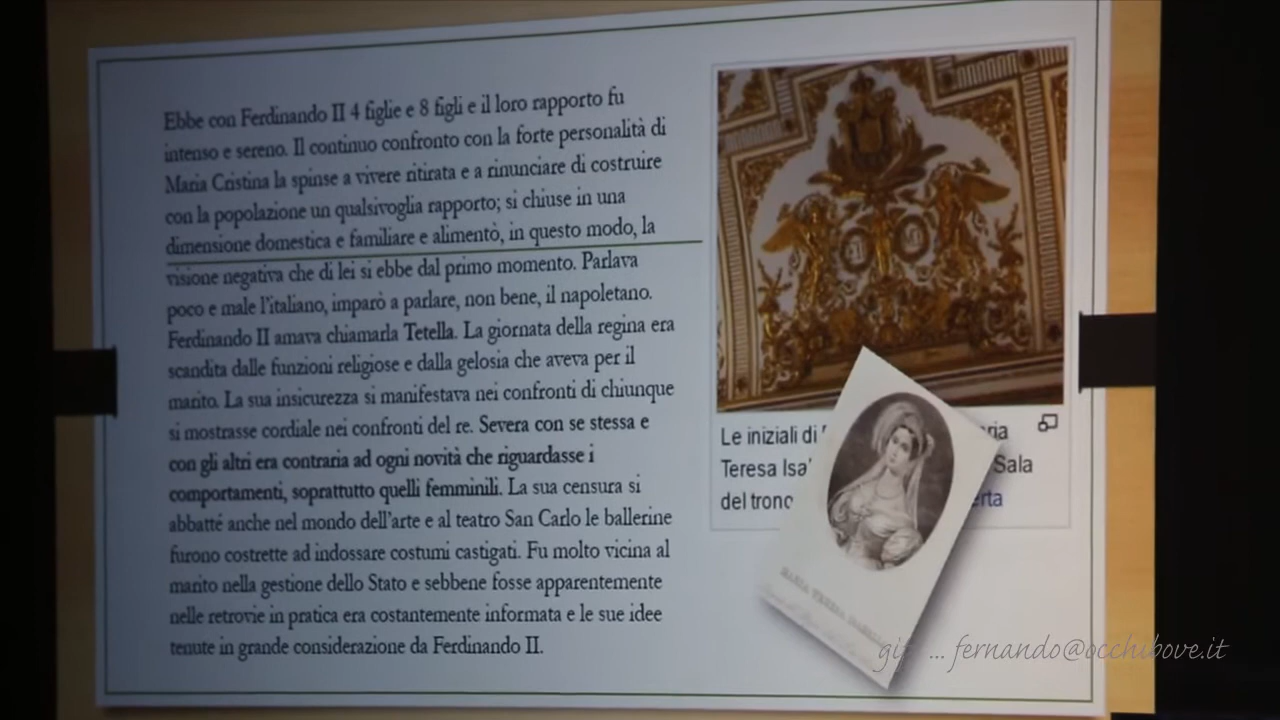 Ebbe con Ferdinando II 4 figlie e 8 figli e il loro rapporto fu
intenso e sereno. Il continuo confronto con la forte personalità di
Maria Cristina la spinse a vivere ritirata e a rinunciare di costruire
con la popolazione un qualsivoglia rapporto; si chiuse in una
dimensione domestica e familiare e alimentò, in questo modo, la
visione negativa che di lei si ebbe dal primo momento. Parlava
poco e male l'italiano, imparò a parlare, non bene, il napoletano.
Ferdinando II amava chiamarla Tetella. La giornata della regina era
scandita dalle funzioni religiose e dalla gelosia che aveva per il
marito. La sua insicurezza si manifestava nei confronti di chiunque
si mostrasse cordiale nei confronti del re. Severa con se stessa e
con gli altri era contraria ad ogni novità che riguardasse i
comportamenti, soprattutto quelli femminili. La sua censura si
abbatté anche nel mondo dell'arte e al teatro San Carlo le ballerine
furono costrette ad indossare costumi castigati. Fu molto vicina al
marito nella gestione dello Stato e sebbene fosse apparentemente
nelle retrovie in pratica era costantemente informata e le sue idee
tenute in grande considerazione da Ferdinando II.
Le iniziali di
Teresa Sala
del
MARIA TERESA
... fernando@occhibove.it